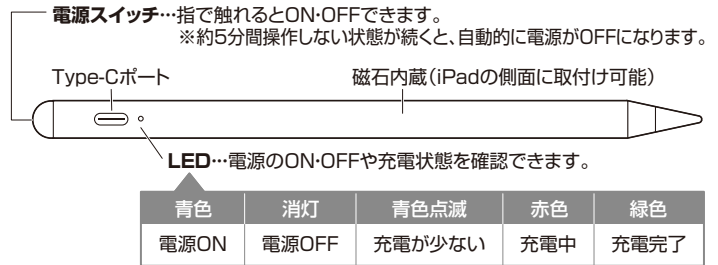 電源スイッチ…指で触れるとON・OFFできます。
※約5分間操作しない状態が続くと、自動的に電源がOFFになります。
Type-Cポート
磁石内蔵（iPadの側面に取付け可能）
LED…電源のON・OFFや充電状態を確認できます。
青色 消灯 青色点滅 赤色 緑色
電源ON 電源OFF 充電が少ない 充電中 充電完了